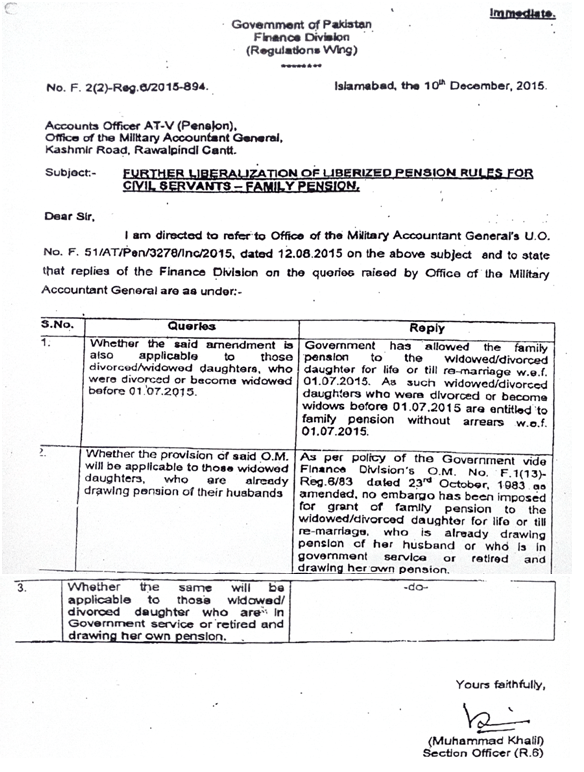 Immediate.
Government of Pakistan
Finance Division
(Regulations Wing)
********
No. F. 2(2)-Reg.6/2015-894.
Islamabad, the 10th December, 2015.
Accounts Officer AT-V (Pension),
Office of the Military Accountant General,
Kashmir Road, Rawalpindi Cantt.
Subject:- FURTHER LIBERALIZATION OF LIBERIZED PENSION RULES FOR
CIVIL SERVANTS – FAMILY PENSION.
Dear Sir,
I am directed to refer to Office of the Military Accountant General's U.O.
No. F. 51/AT/Pen/3276/Inc/2015, dated 12.08.2015 on the above subject and to state
that replies of the Finance Division on the queries raised by Office of the Military
Accountant General are as under:-
S.No.
Queries
Reply
1.
Whether the said amendment is
also applicable to those
divorced/widowed daughters, who
were divorced or become widowed
before 01.07.2015.
Government has allowed the family
pension to the widowed/divorced
daughter for life or till re-marriage w.e.f.
01.07.2015. As such widowed/divorced
daughters who were divorced or become
widows before 01.07.2015 are entitled to
family pension without arrears w.e.f.
01.07.2015.
2.
Whether the provision of said O.M.
will be applicable to those widowed
daughters, who are already
drawing pension of their husbands
As per policy of the Government vide
Finance Division's O.M. No. F.1(13)-
Reg.6/83 dated 23rd October, 1983 as
amended, no embargo has been imposed
for grant of family pension to the
widowed/divorced daughter for life or till
re-marriage, who is already drawing
pension of her husband or who is in
government service or retired and
drawing her own pension.
3.
Whether the same will be
applicable to those widowed/
divorced daughter who are in
Government service or retired and
drawing her own pension.
-do-
Yours faithfully,
(Muhammad Khalil)
Section Officer (R.6)